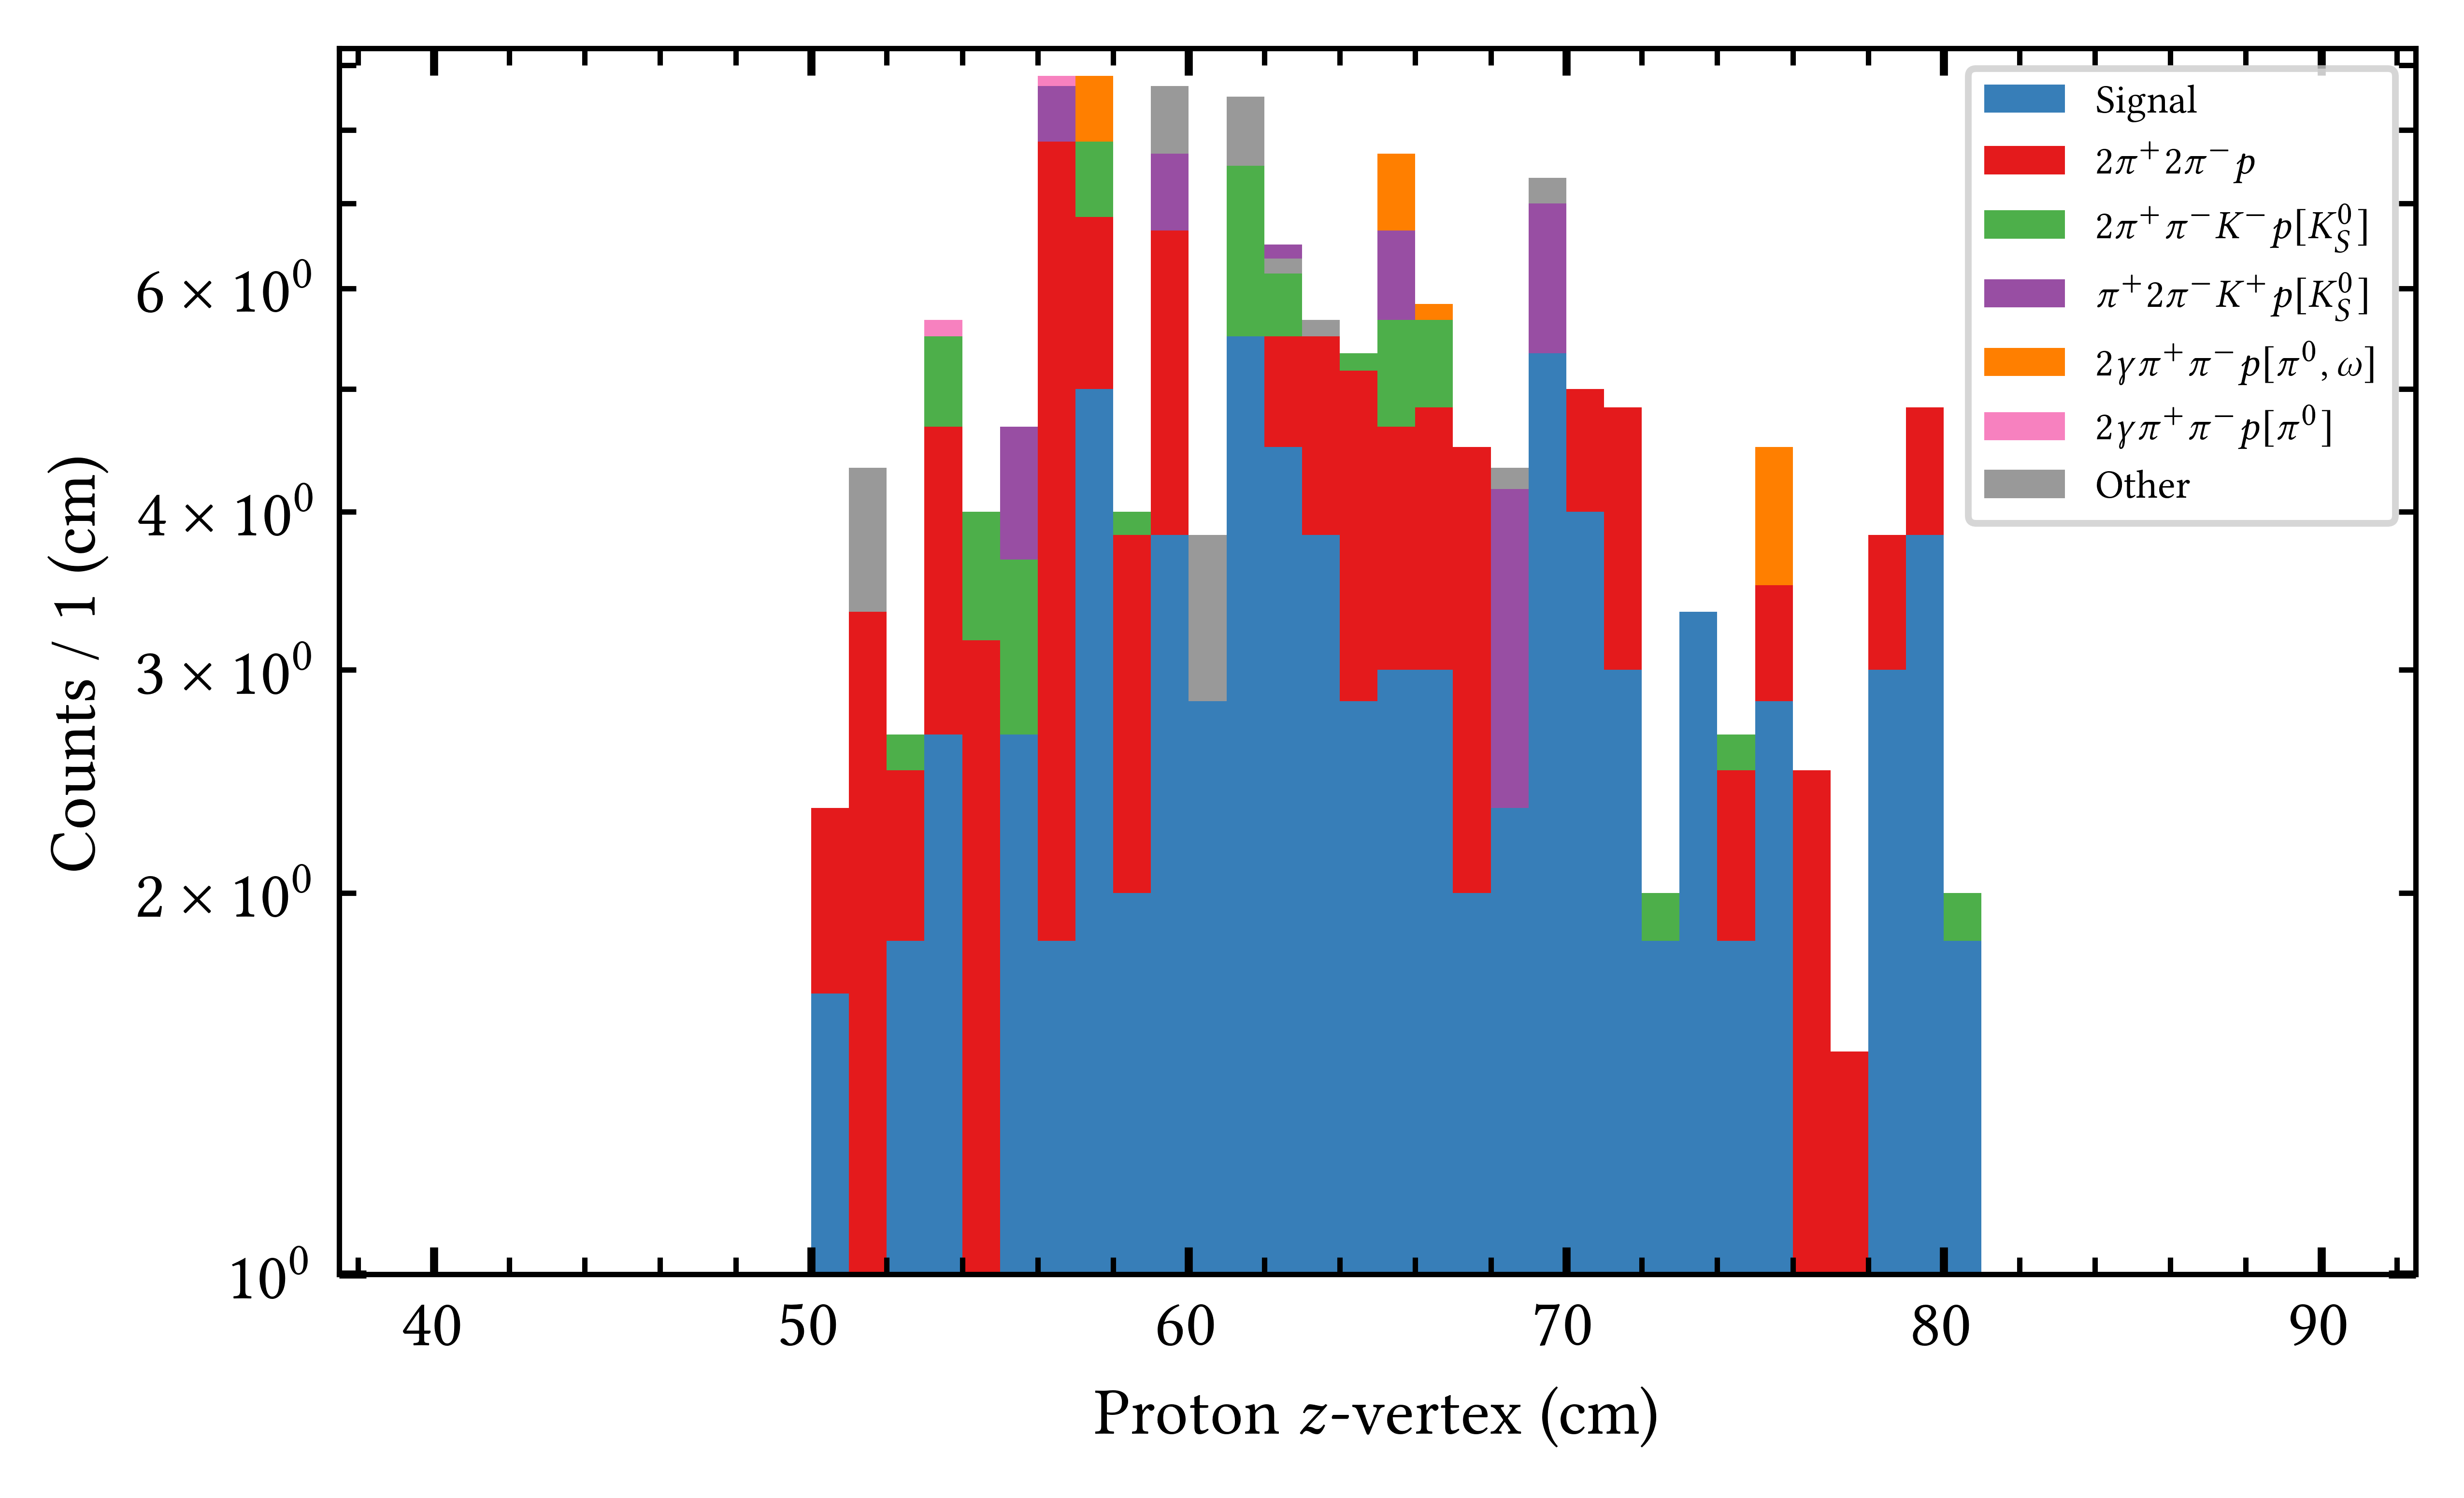 Counts / 1 (cm)
6 × 10⁰
4 × 10⁰
3 × 10⁰
2 × 10⁰
10⁰
40 50 60 70 80 90
Proton z-vertex (cm)
Signal
2π⁺2π⁻p
2π⁺π⁻K⁻p[K⁰_S]
π⁺2π⁻K⁺p[K⁰_S]
2γπ⁺π⁻p[π⁰, ω]
2γπ⁺π⁻p[π⁰]
Other